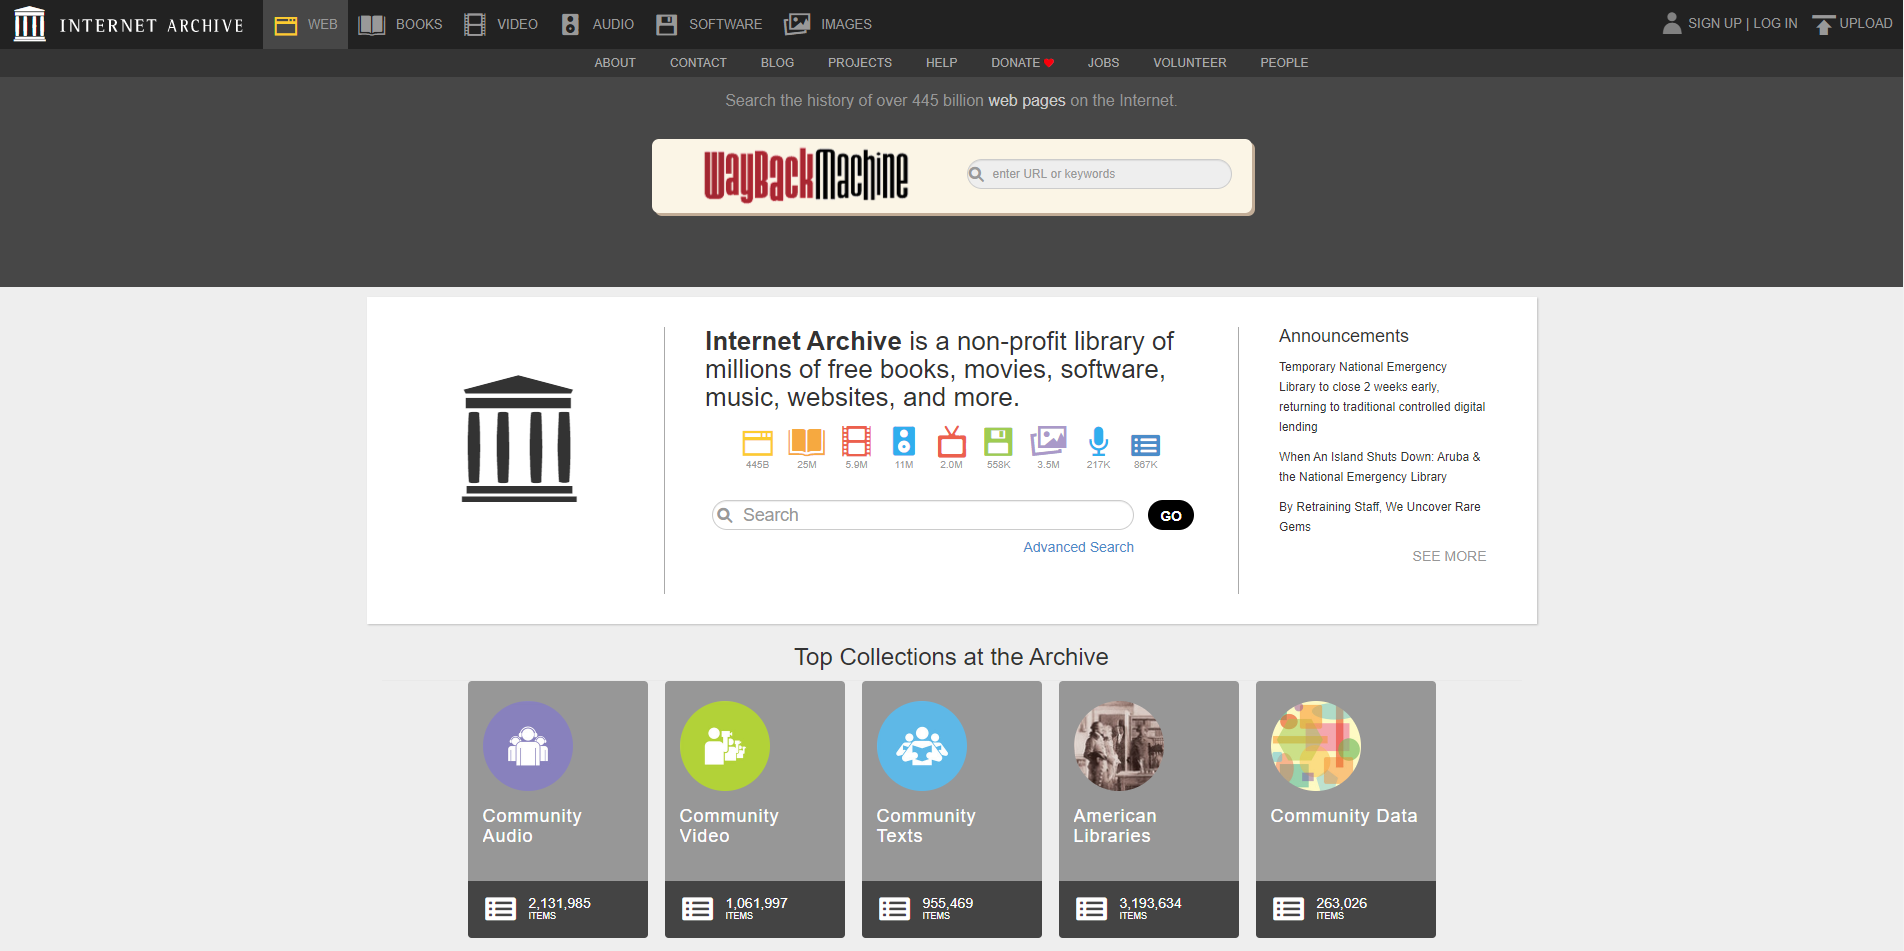 INTERNET ARCHIVE WEB BOOKS VIDEO AUDIO SOFTWARE IMAGES SIGN UP | LOG IN UPLOAD
ABOUT CONTACT BLOG PROJECTS HELP DONATE JOBS VOLUNTEER PEOPLE
Search the history of over 445 billion web pages on the Internet.
WayBackMachine
enter URL or keywords
Internet Archive is a non-profit library of
millions of free books, movies, software,
music, websites, and more.
445B 25M 5.9M 11M 2.0M 558K 3.5M 217K 867K
Search
GO
Advanced Search
Announcements
Temporary National Emergency
Library to close 2 weeks early,
returning to traditional controlled digital
lending
When An Island Shuts Down: Aruba &
the National Emergency Library
By Retraining Staff, We Uncover Rare
Gems
SEE MORE
Top Collections at the Archive
Community
Audio
2,131,985
ITEMS
Community
Video
1,061,997
ITEMS
Community
Texts
955,469
ITEMS
American
Libraries
3,193,634
ITEMS
Community Data
263,026
ITEMS